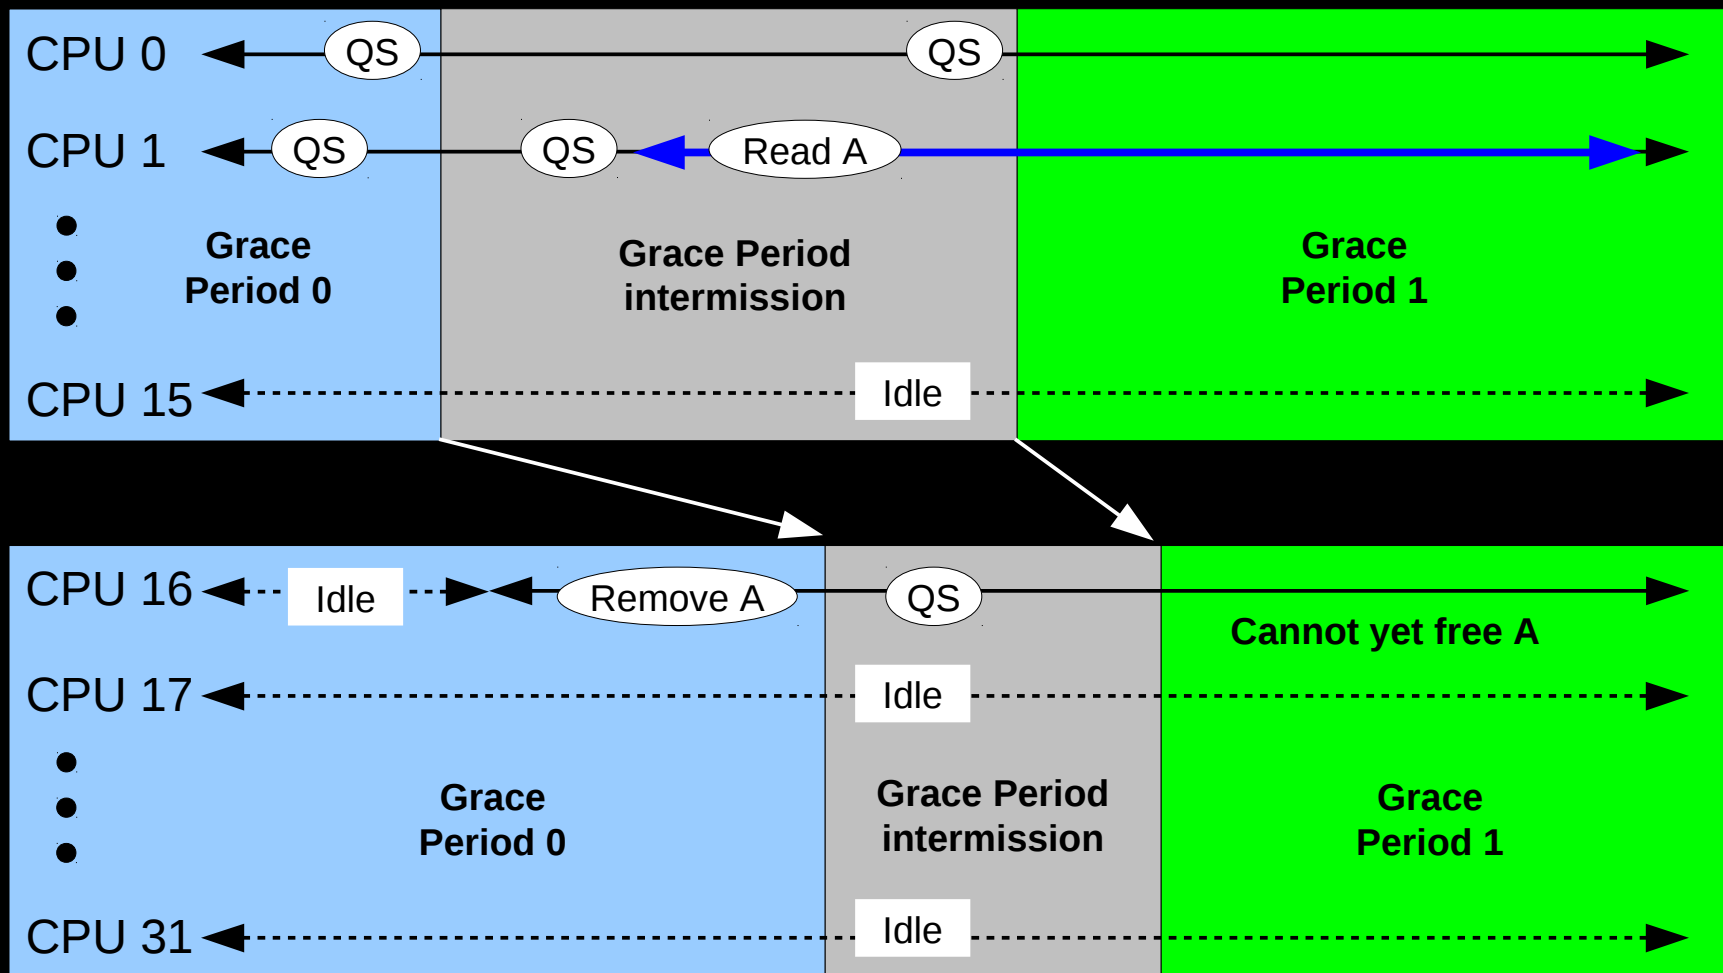 CPU 0
QS
QS
CPU 1
QS
QS
Read A
Grace
Period 0
Grace Period
intermission
Grace
Period 1
CPU 15
Idle
CPU 16
Idle
Remove A
QS
Cannot yet free A
CPU 17
Idle
Grace
Period 0
Grace Period
intermission
Grace
Period 1
CPU 31
Idle